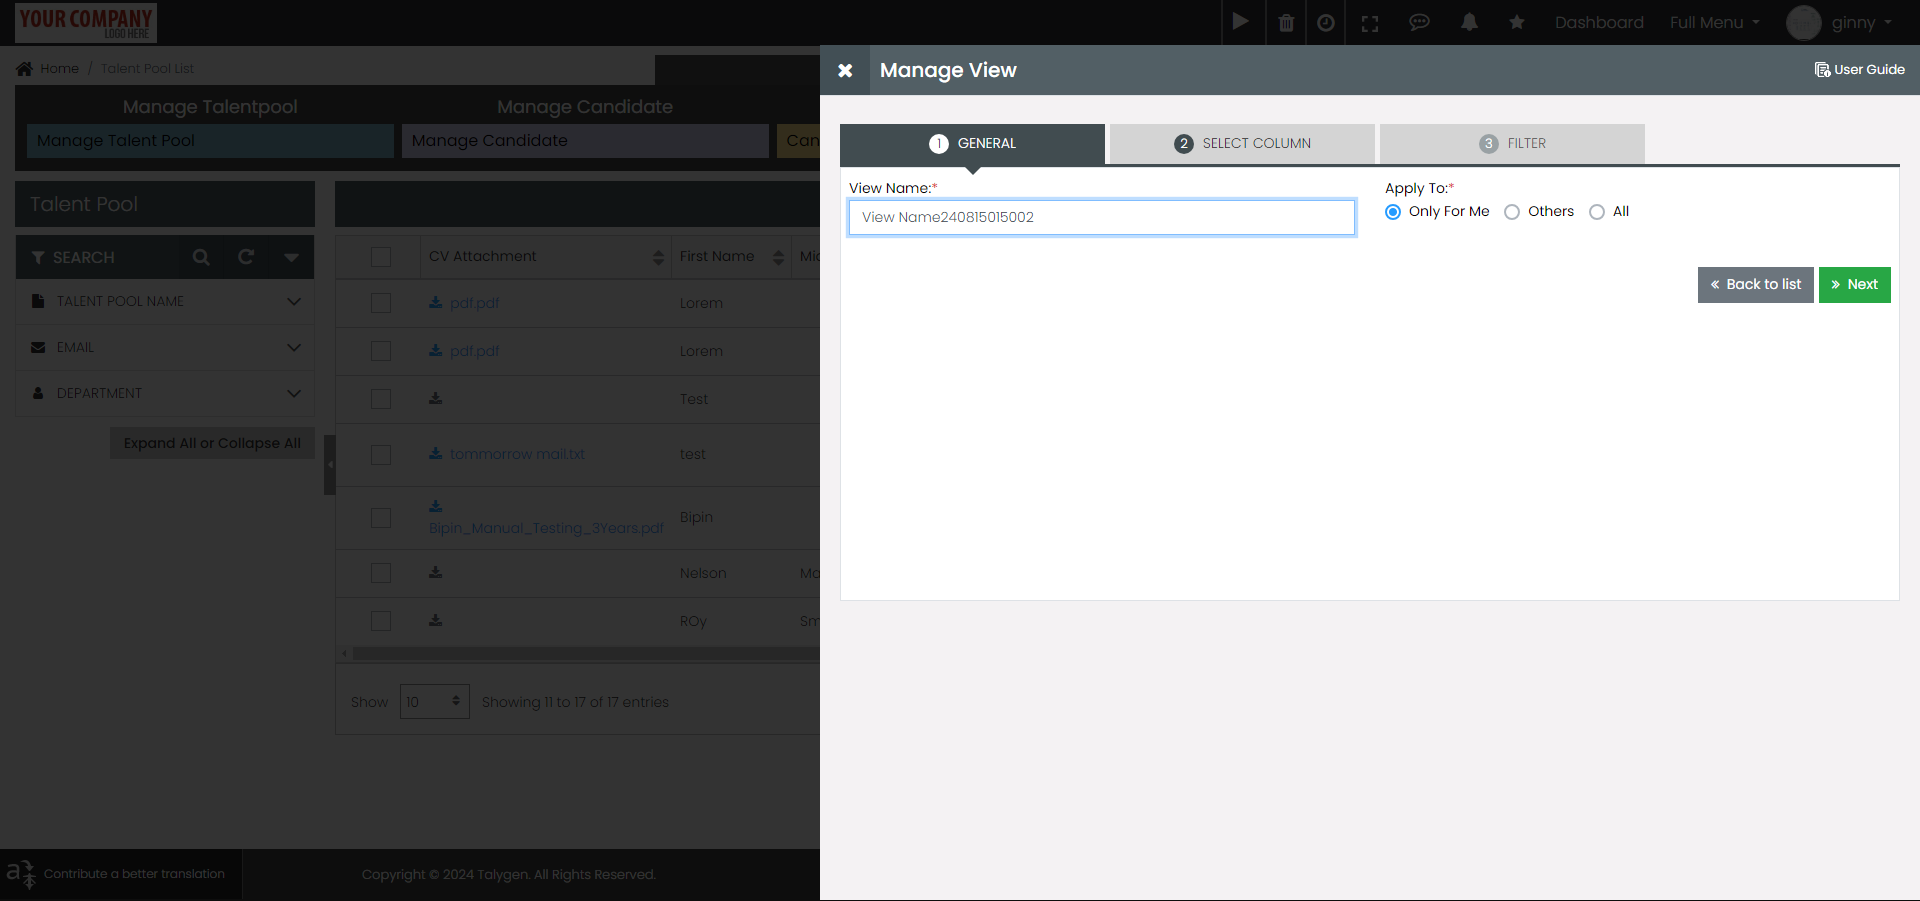 YOUR COMPANY
LOGO HERE
Dashboard
Full Menu
ginny
Home / Talent Pool List
Manage Talentpool
Manage Candidate
Manage Talent Pool
Manage Candidate
Can
Talent Pool
SEARCH
TALENT POOL NAME
EMAIL
DEPARTMENT
Expand All or Collapse All
CV Attachment
First Name
Mid
pdf.pdf
Lorem
pdf.pdf
Lorem
Test
tommorrow mail.txt
test
Bipin_Manual_Testing_3Years.pdf
Bipin
Nelson
Ma
ROy
Sm
Show 10 Showing 11 to 17 of 17 entries
Contribute a better translation
Copyright © 2024 Talygen. All Rights Reserved.
Manage View
User Guide
1 GENERAL
2 SELECT COLUMN
3 FILTER
View Name:*
View Name240815015002
Apply To:*
Only For Me
Others
All
« Back to list
» Next